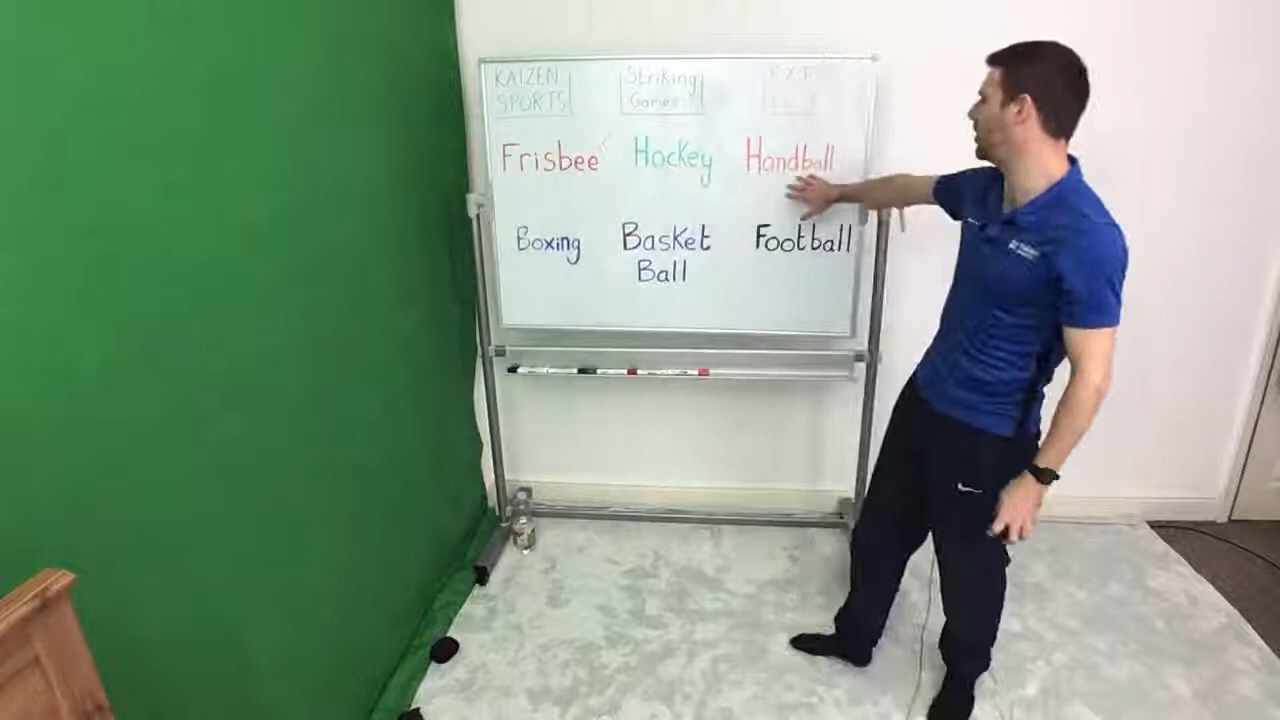 KAIZEN
SPORTS
Striking
Games
Frisbee
Hockey
Handball
Boxing
Basket
Ball
Football